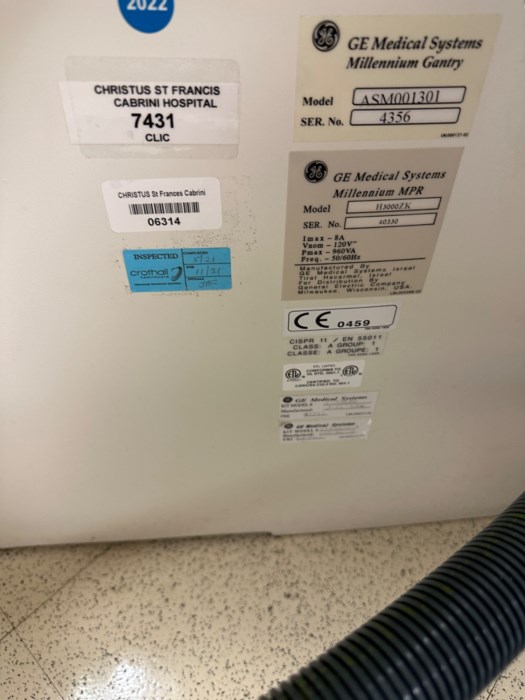 2022
CHRISTUS ST FRANCIS
CABRINI HOSPITAL
7431
CLIC
CHRISTUS St Frances Cabrini
06314
INSPECTED
crothall
11/21
GE Medical Systems
Millennium Gantry
Model ASM001301
SER. No. 4356
GE Medical Systems
Millennium MPR
Model H3000ZK
SER. No.
Imax - 8A
Vnom - 120V~
Pmax - 960VA
Freq. - 50/60Hz
Manufactured By
GE Medical Systems Israel
Tirat Hacarmel, Israel
For Distribution By
General Electric Company
Milwaukee, Wisconsin, USA
CE 0459
CISPR 11 / EN 55011
CLASS: A GROUP: 1
CLASSE: A GROUPE: 1
GE Medical Systems
GE Medical Systems